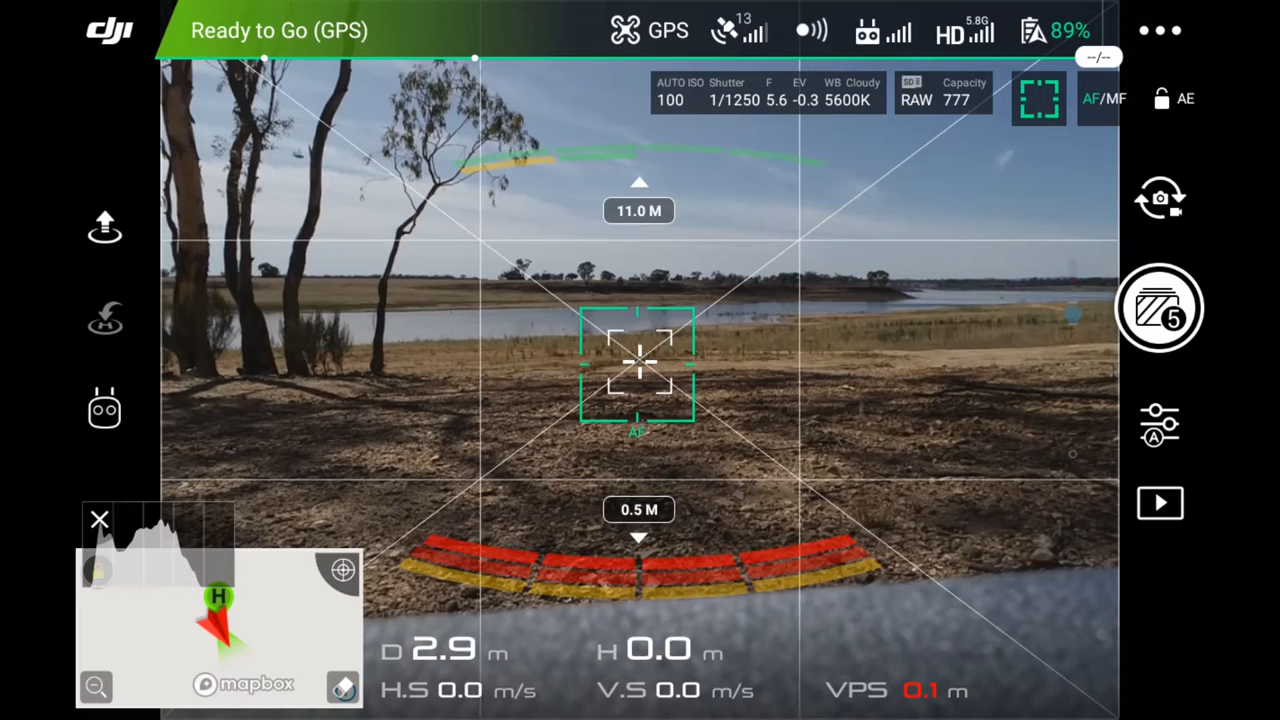 dji Ready to Go (GPS) GPS 13 HD 5.8G 89%
--/--
AUTO ISO Shutter F EV WB Cloudy SD Capacity
100 1/1250 5.6 -0.3 5600K RAW 777 AF/MF AE
11.0 M
5
AF
A
0.5 M
H
D 2.9 m H 0.0 m
mapbox H.S 0.0 m/s V.S 0.0 m/s VPS 0.1 m